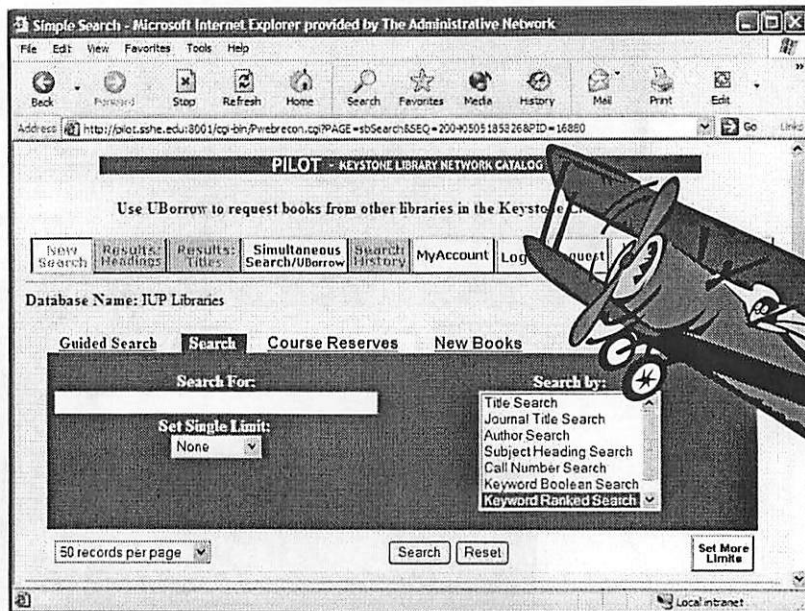 Simple Search - Microsoft Internet Explorer provided by The Administrative Network
File Edit View Favorites Tools Help
Back Forward Stop Refresh Home Search Favorites Media History Mail Print Edit
Address http://pilot.sshe.edu:8001/cgi-bin/Pwebrecon.cgi?PAGE=sbSearch&SEQ=20040505185326&PID=16880 Go Links
PILOT - KEYSTONE LIBRARY NETWORK CATALOG
Use UBorrow to request books from other libraries in the Keystone
New Search Results: Headings Results: Titles Simultaneous Search/UBorrow Search History MyAccount
Database Name: IUP Libraries
Guided Search Search Course Reserves New Books
Search For: Search by:
Title Search
Journal Title Search
Author Search
Subject Heading Search
Call Number Search
Keyword Boolean Search
Keyword Ranked Search
Set Single Limit:
None
50 records per page Search Reset Set More Limits
Local intranet